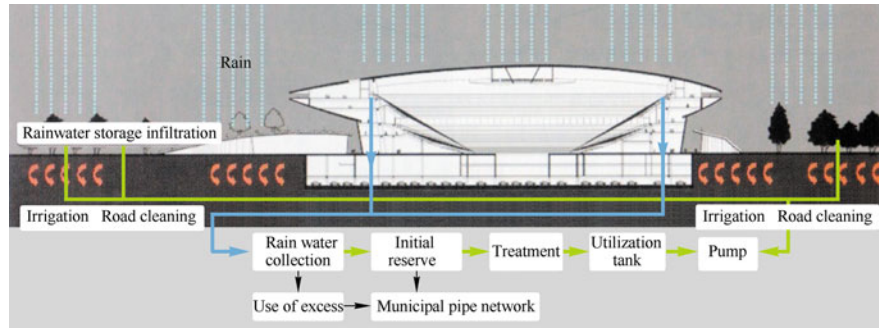 Rain
Rainwater storage infiltration
Irrigation
Road cleaning
Irrigation
Road cleaning
Rain water
collection
Initial
reserve
Treatment
Utilization
tank
Pump
Use of excess
Municipal pipe network